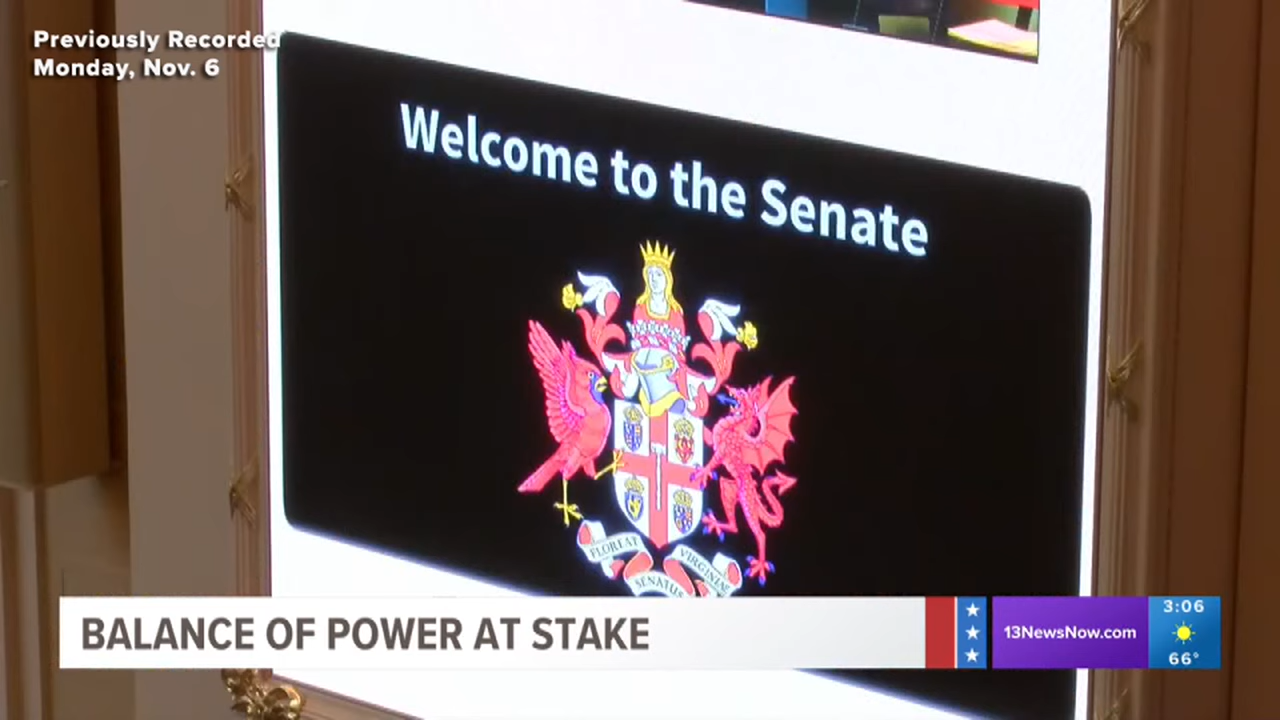 Previously Recorded
Monday, Nov. 6
Welcome to the Senate
FLOREAT
SENATUS
VIRGINIAE
BALANCE OF POWER AT STAKE
13NewsNow.com
3:06
66°